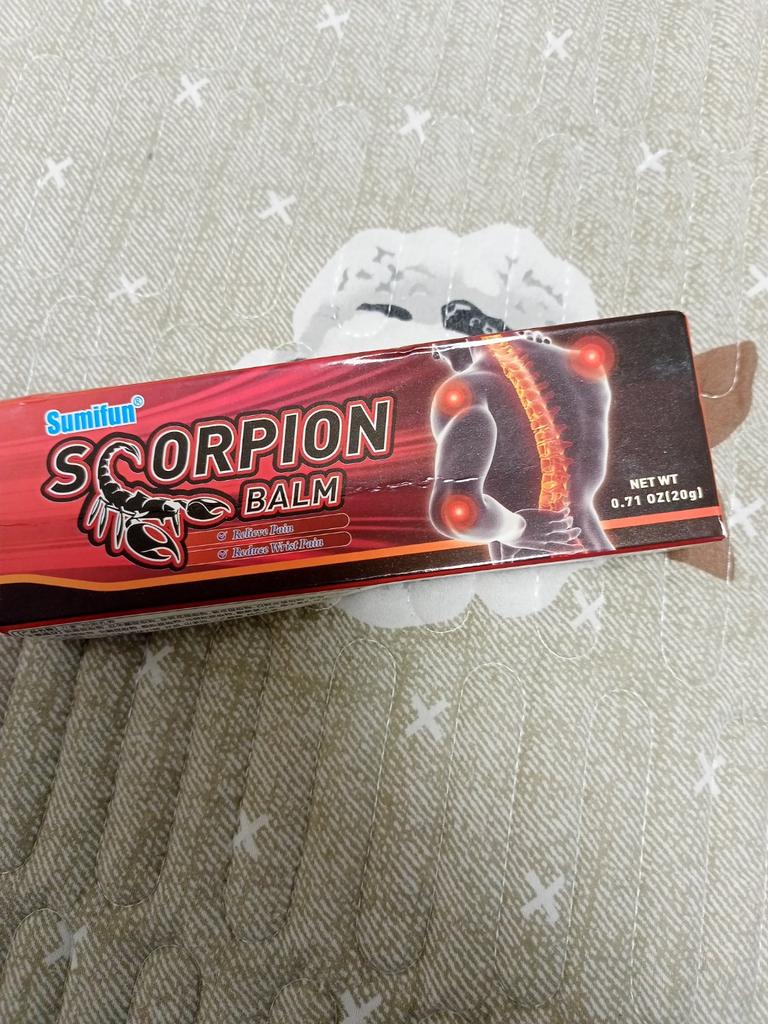 Sumifun®
SCORPION
BALM
Relieve Pain
Reduce Wrist Pain
NET WT
0.71 OZ(20g)